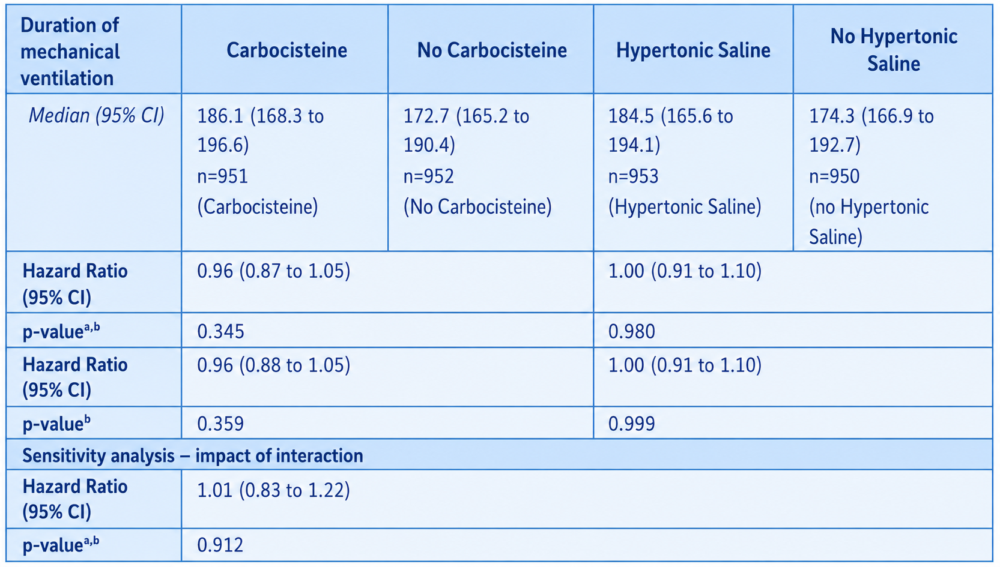 Duration of
mechanical
ventilation
Carbocisteine
No Carbocisteine
Hypertonic Saline
No Hypertonic
Saline
Median (95% CI)
186.1 (168.3 to
196.6)
n=951
(Carbocisteine)
172.7 (165.2 to
190.4)
n=952
(No Carbocisteine)
184.5 (165.6 to
194.1)
n=953
(Hypertonic Saline)
174.3 (166.9 to
192.7)
n=950
(no Hypertonic
Saline)
Hazard Ratio
(95% CI)
0.96 (0.87 to 1.05)
1.00 (0.91 to 1.10)
p-valueᵃ,ᵇ
0.345
0.980
Hazard Ratio
(95% CI)
0.96 (0.88 to 1.05)
1.00 (0.91 to 1.10)
p-valueᵇ
0.359
0.999
Sensitivity analysis – impact of interaction
Hazard Ratio
(95% CI)
1.01 (0.83 to 1.22)
p-valueᵃ,ᵇ
0.912